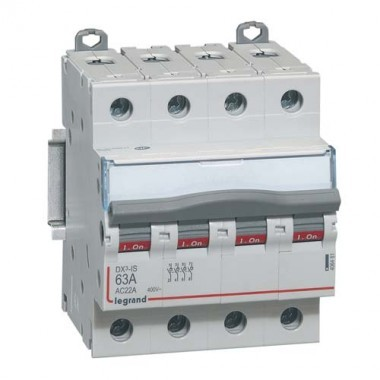 I-On I-On I-On I-On
DX³-IS
63A
AC22A 400V~
legrand